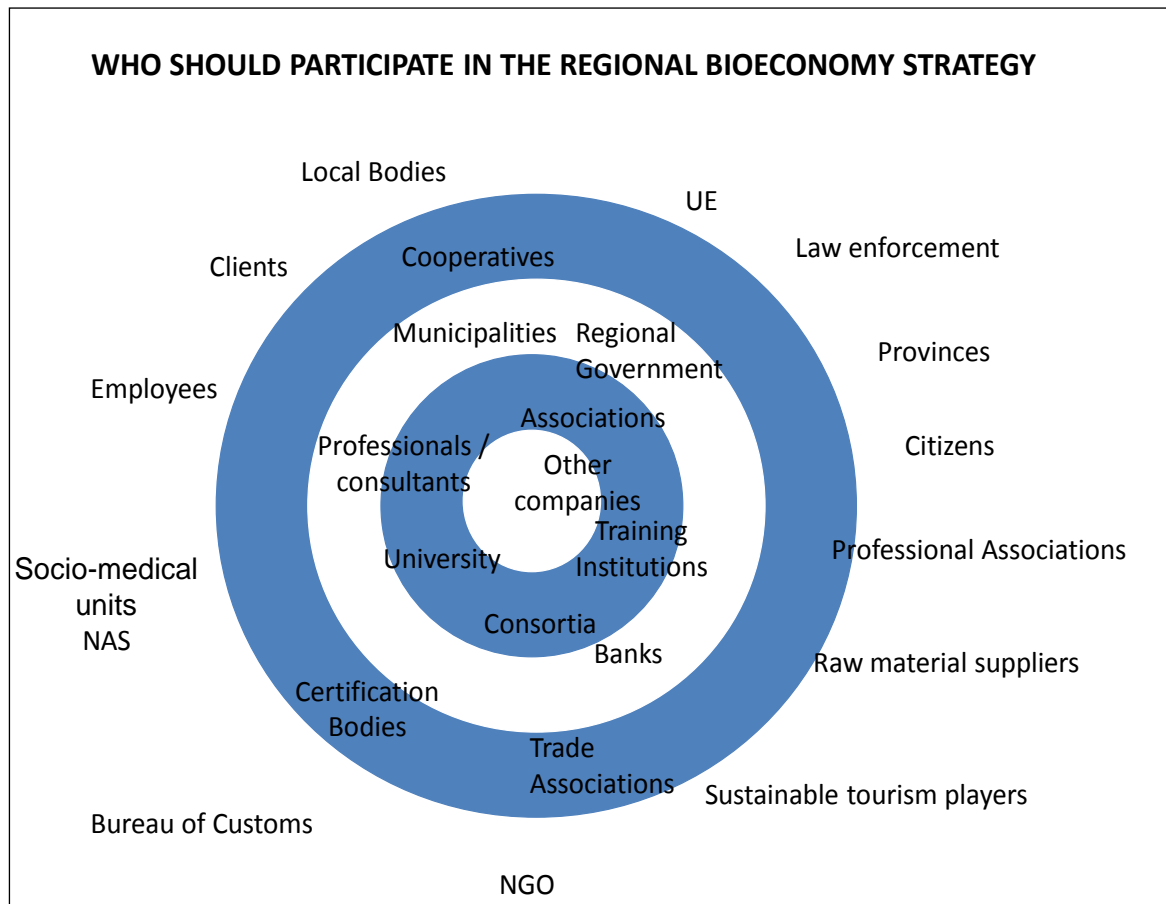 WHO SHOULD PARTICIPATE IN THE REGIONAL BIOECONOMY STRATEGY
Local Bodies
UE
Law enforcement
Cooperatives
Clients
Municipalities
Regional
Government
Provinces
Employees
Associations
Professionals /
consultants
Citizens
Other
companies
Training
Institutions
Professional Associations
University
Socio-medical
units
NAS
Consortia
Banks
Raw material suppliers
Certification
Bodies
Trade
Associations
Sustainable tourism players
Bureau of Customs
NGO